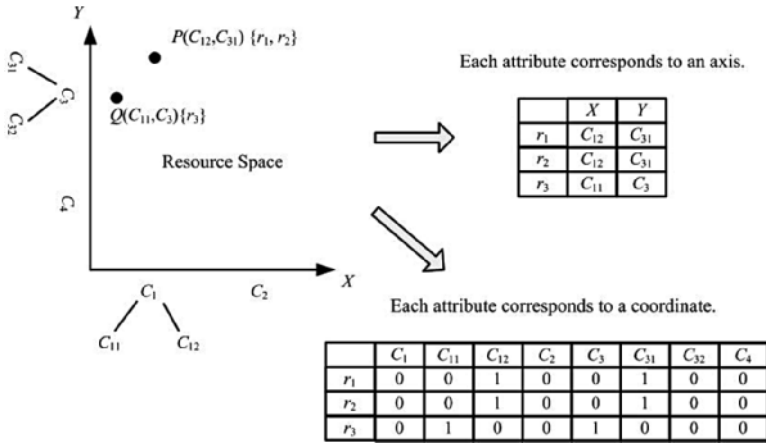 Y
P(C12,C31) {r1, r2}
C31
C3
C32
Q(C11,C3){r3}
Resource Space
C4
X
C1 C2
C11 C12
Each attribute corresponds to an axis.
X Y
r1 C12 C31
r2 C12 C31
r3 C11 C3
Each attribute corresponds to a coordinate.
C1 C11 C12 C2 C3 C31 C32 C4
r1 0 0 1 0 0 1 0 0
r2 0 0 1 0 0 1 0 0
r3 0 1 0 0 1 0 0 0